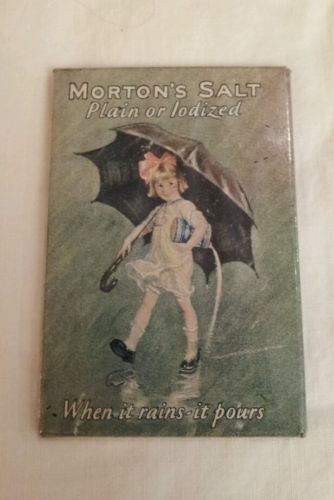 MORTON'S SALT
Plain or Iodized
When it rains-it pours